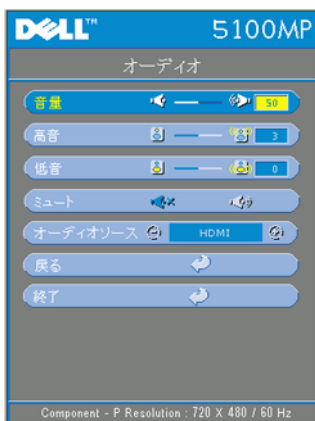 DELL™ 5100MP
オーディオ
音量 50
高音 3
低音 0
ミュート
オーディオソース HDMI
戻る
終了
Component - P Resolution : 720 X 480 / 60 Hz